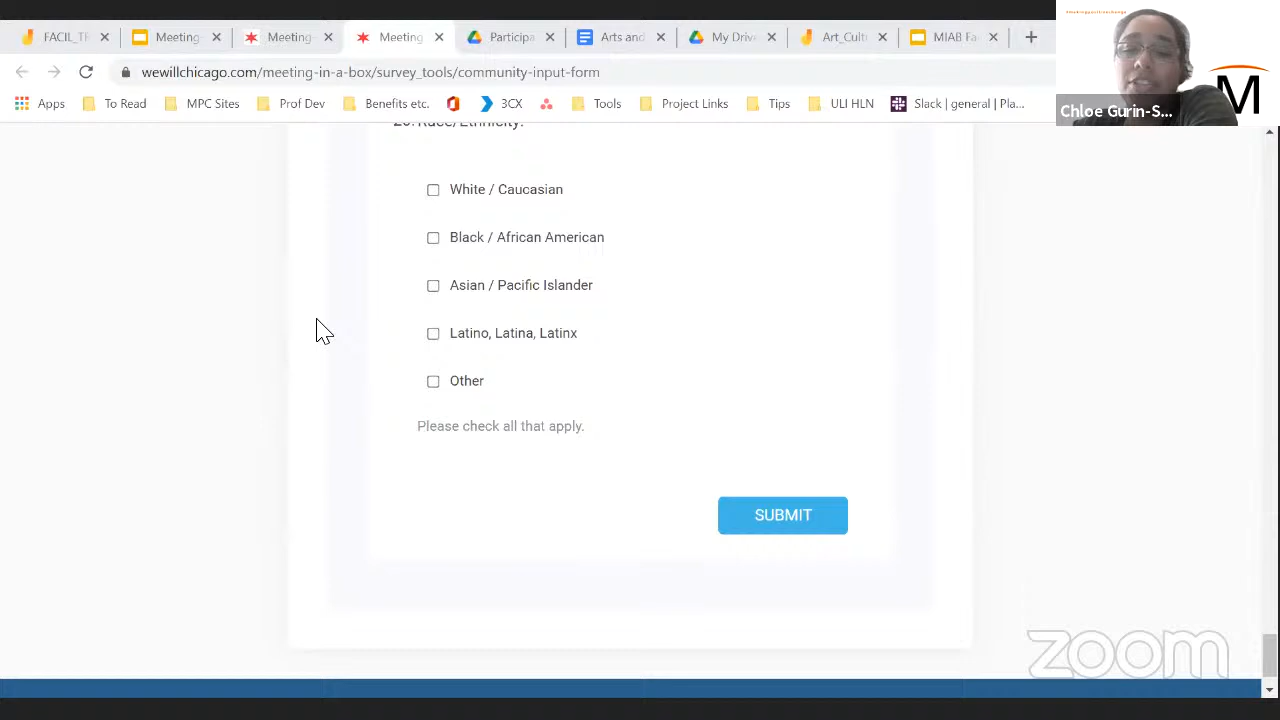 FACIL_TR
Meeting
Meeting
Meeting
Participa
Arts and
My Drive
Art_Cult
MIAB Fa
wewillchicago.com/meeting-in-a-box/survey_tools/community-input-form
Apps
To Read
MPC Sites
Prof Dev
Benefits etc.
3CX
Tools
Project Links
Tips
ULI HLN
Slack | general | Pla...
M
Chloe Gurin-S...
Race/Ethnicity:
White / Caucasian
Black / African American
Asian / Pacific Islander
Latino, Latina, Latinx
Other
Please check all that apply.
SUBMIT
zoom